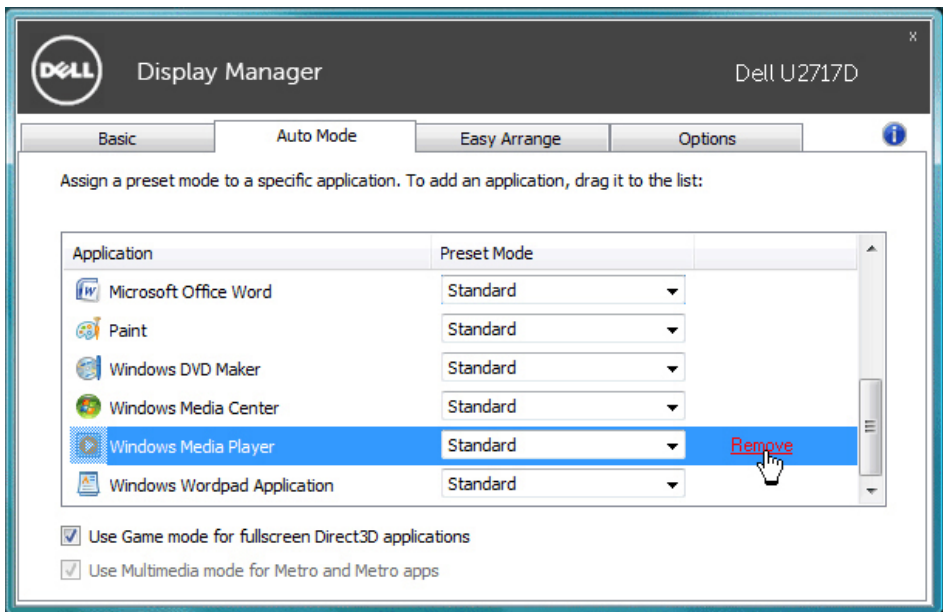 x
DELL Display Manager Dell U2717D
Basic Auto Mode Easy Arrange Options i
Assign a preset mode to a specific application. To add an application, drag it to the list:
Application Preset Mode
Microsoft Office Word Standard
Paint Standard
Windows DVD Maker Standard
Windows Media Center Standard
Windows Media Player Standard Remove
Windows Wordpad Application Standard
Use Game mode for fullscreen Direct3D applications
Use Multimedia mode for Metro and Metro apps